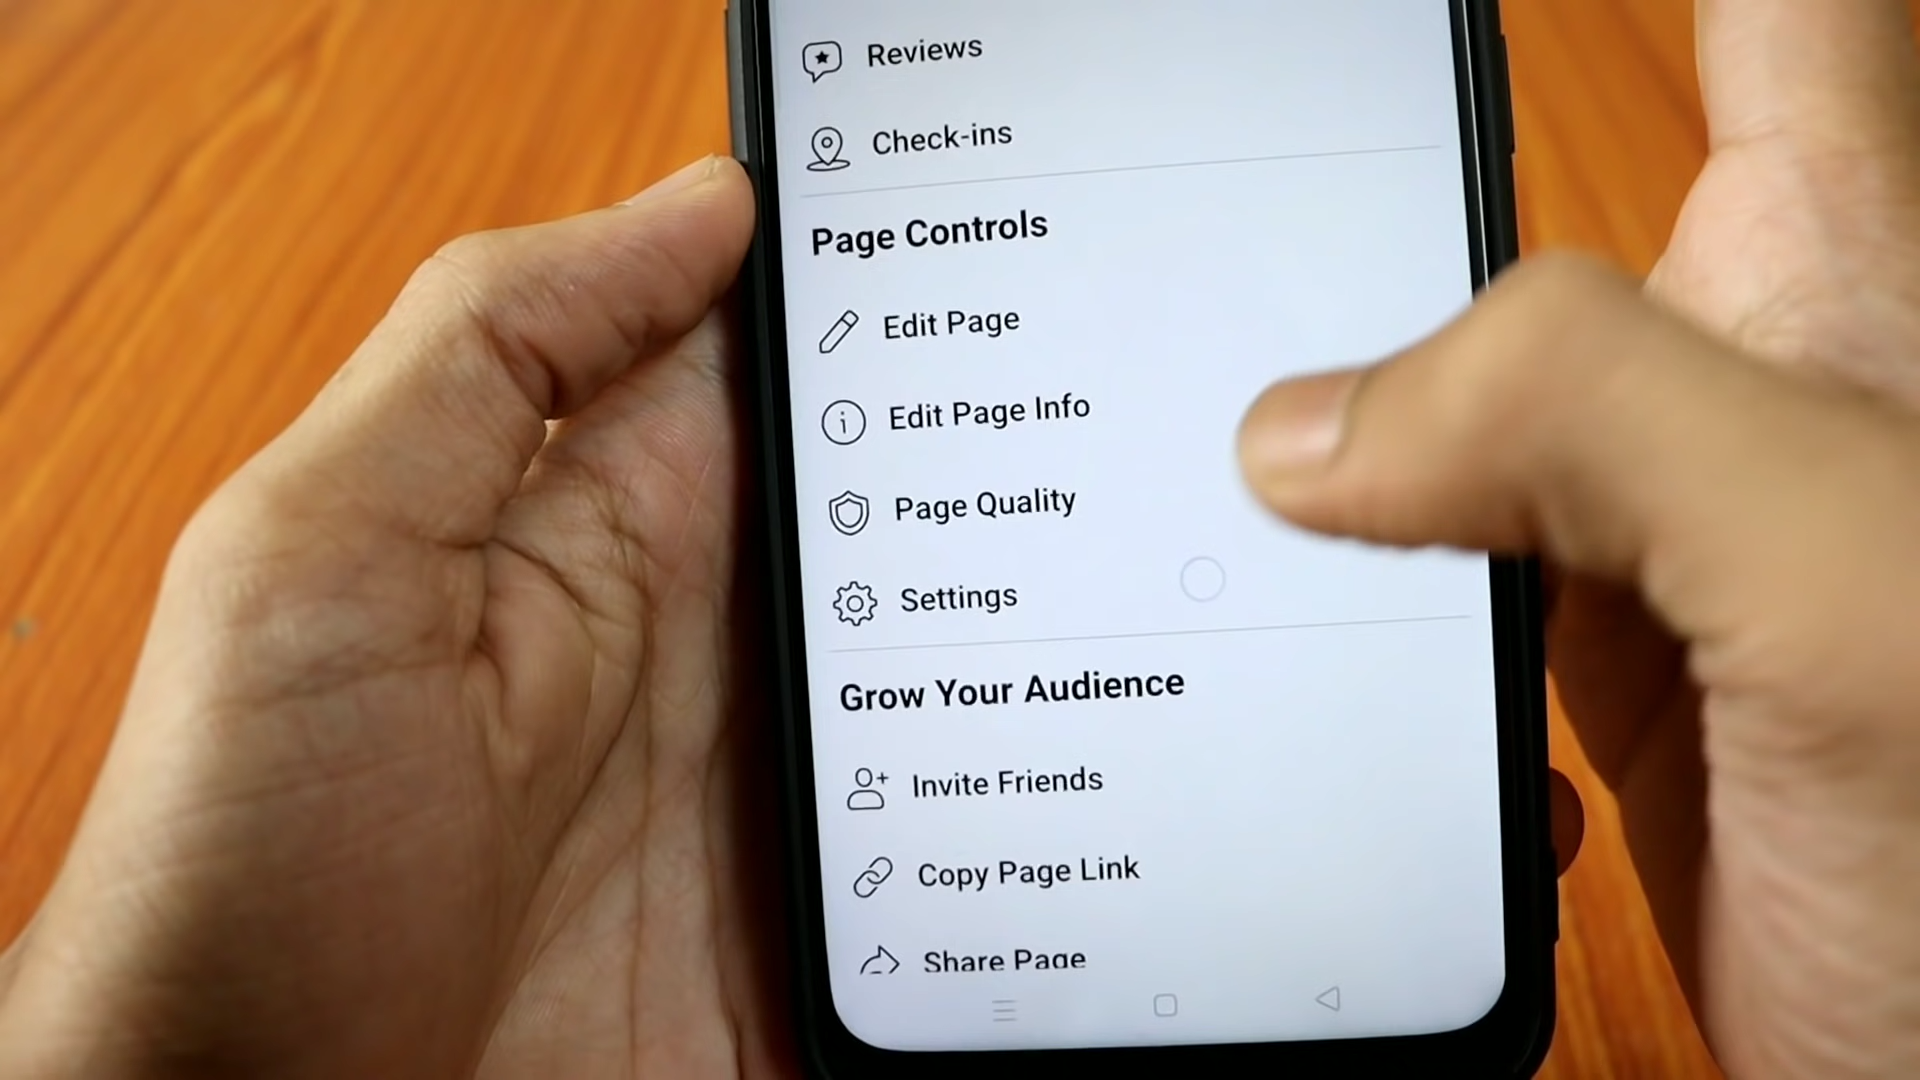 Reviews
Check-ins
Page Controls
Edit Page
Edit Page Info
Page Quality
Settings
Grow Your Audience
Invite Friends
Copy Page Link
Share Page